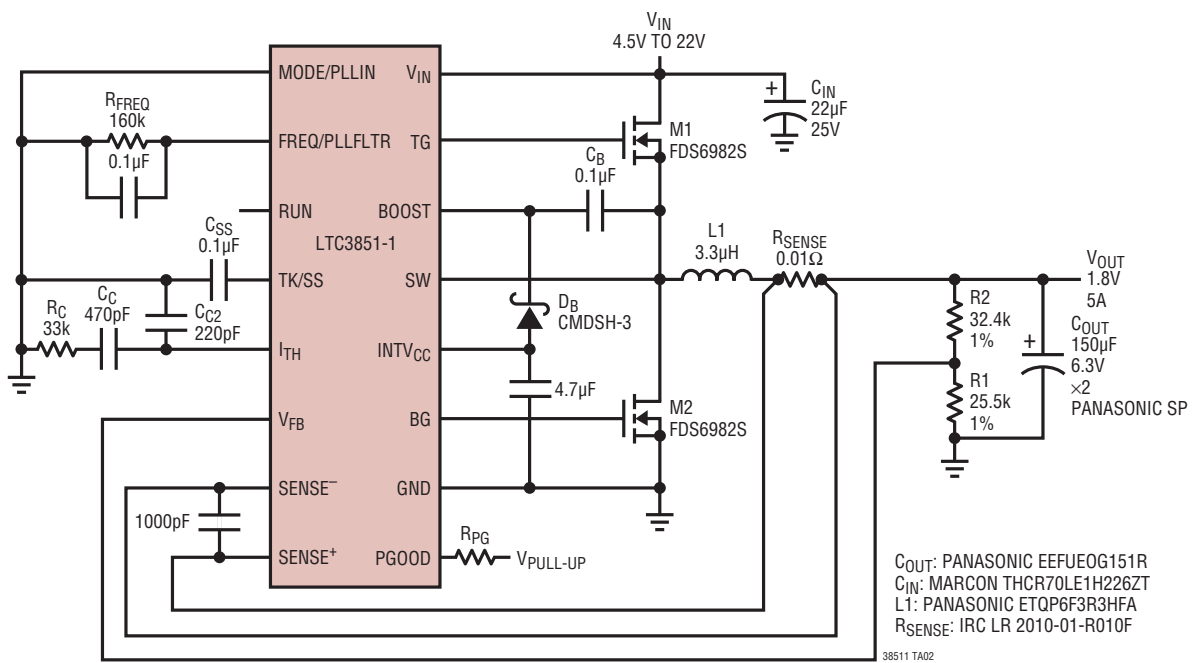 V_IN
4.5V TO 22V
MODE/PLLIN
V_IN
+
C_IN
22µF
25V
R_FREQ
160k
0.1µF
FREQ/PLLFLTR
TG
M1
FDS6982S
C_B
0.1µF
RUN
BOOST
LTC3851-1
C_SS
0.1µF
TK/SS
SW
L1
3.3µH
R_SENSE
0.01Ω
V_OUT
1.8V
5A
R_C
33k
C_C
470pF
C_C2
220pF
D_B
CMDSH-3
R2
32.4k
1%
+
C_OUT
150µF
6.3V
×2
PANASONIC SP
I_TH
INTV_CC
4.7µF
R1
25.5k
1%
V_FB
BG
M2
FDS6982S
SENSE⁻
GND
1000pF
SENSE⁺
PGOOD
R_PG
V_PULL-UP
C_OUT: PANASONIC EEFUEOG151R
C_IN: MARCON THCR70LE1H226ZT
L1: PANASONIC ETQP6F3R3HFA
R_SENSE: IRC LR 2010-01-R010F
38511 TA02